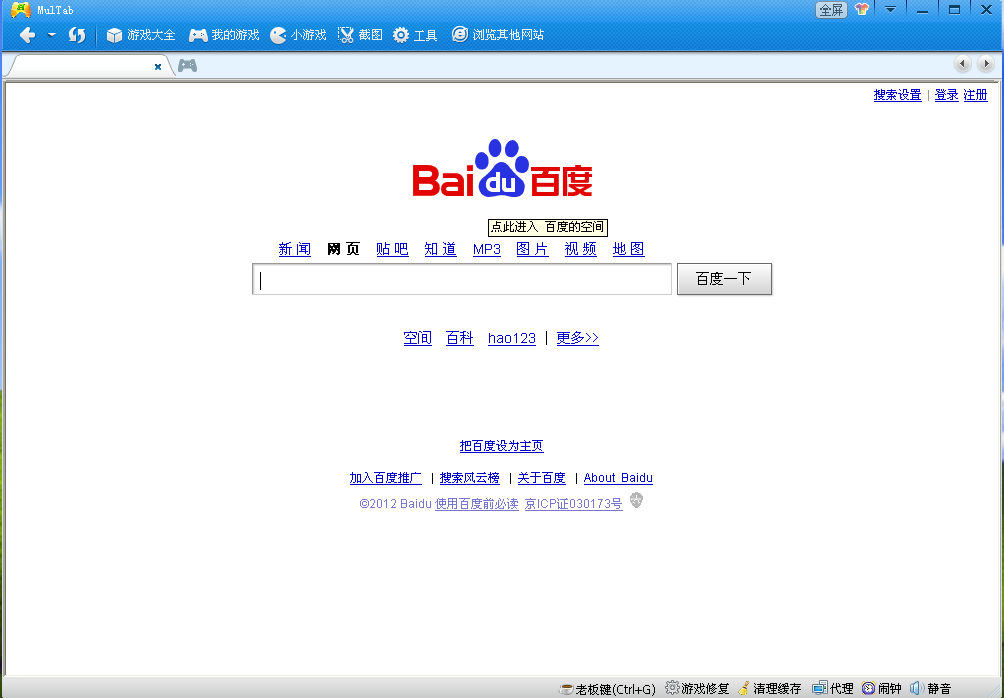 MulTab 全屏
游戏大全 我的游戏 小游戏 截图 工具 浏览其他网站
搜索设置 | 登录 注册
Baidu百度
点此进入 百度的空间
新闻 网页 贴吧 知道 MP3 图片 视频 地图
百度一下
空间 百科 hao123 | 更多>>
把百度设为主页
加入百度推广 | 搜索风云榜 | 关于百度 | About Baidu
©2012 Baidu 使用百度前必读 京ICP证030173号
老板键(Ctrl+G) 游戏修复 清理缓存 代理 闹钟 静音